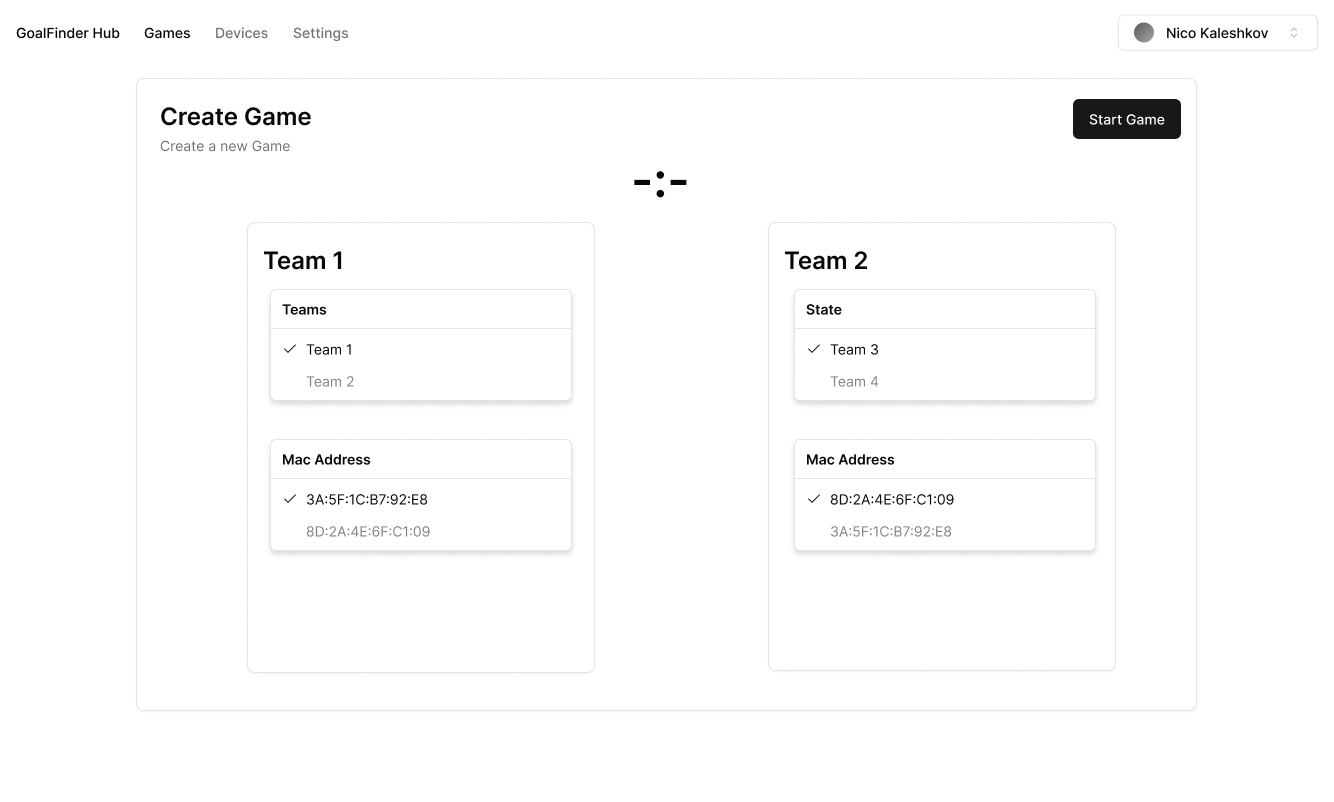 GoalFinder Hub Games Devices Settings Nico Kaleshkov
Create Game
Start Game
Create a new Game
-:-
Team 1
Teams
Team 1
Team 2
Mac Address
3A:5F:1C:B7:92:E8
8D:2A:4E:6F:C1:09
Team 2
State
Team 3
Team 4
Mac Address
8D:2A:4E:6F:C1:09
3A:5F:1C:B7:92:E8